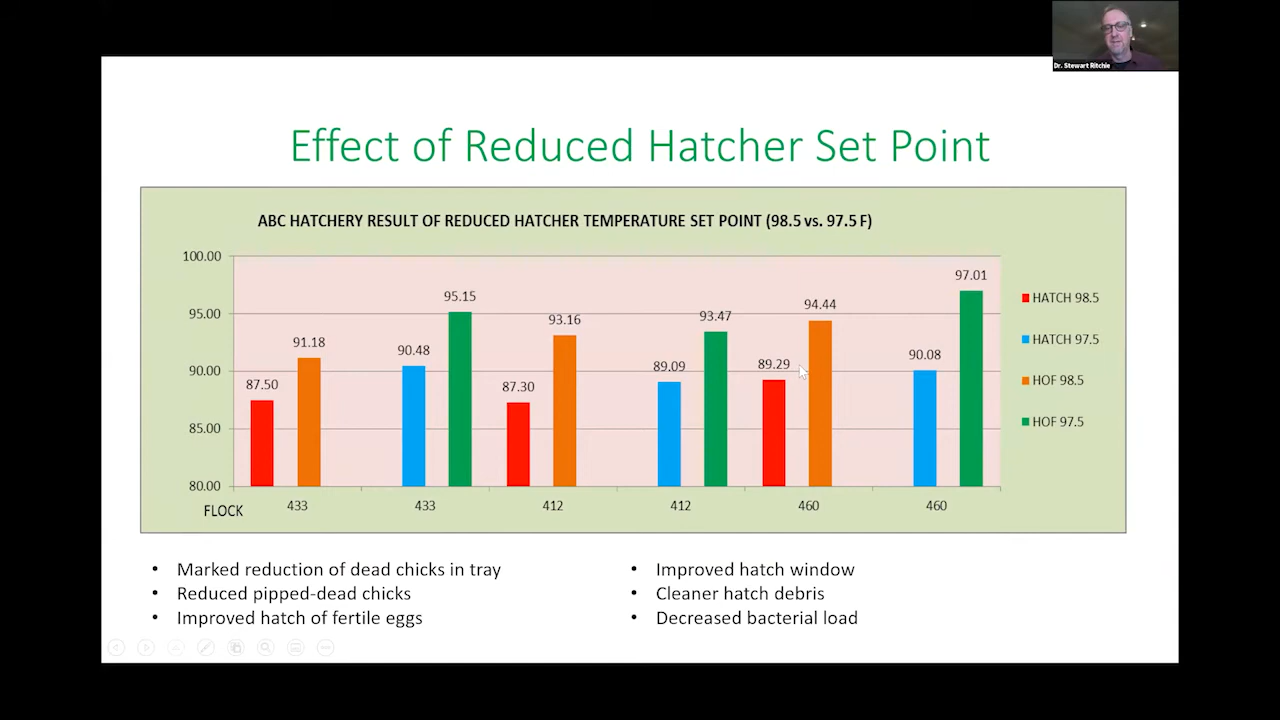 Dr. Stewart Ritchie
Effect of Reduced Hatcher Set Point
ABC HATCHERY RESULT OF REDUCED HATCHER TEMPERATURE SET POINT (98.5 vs. 97.5 F)
100.00
95.00
90.00
85.00
80.00
87.50
91.18
90.48
95.15
87.30
93.16
89.09
93.47
89.29
94.44
90.08
97.01
HATCH 98.5
HATCH 97.5
HOF 98.5
HOF 97.5
FLOCK 433 433 412 412 460 460
• Marked reduction of dead chicks in tray
• Reduced pipped-dead chicks
• Improved hatch of fertile eggs
• Improved hatch window
• Cleaner hatch debris
• Decreased bacterial load